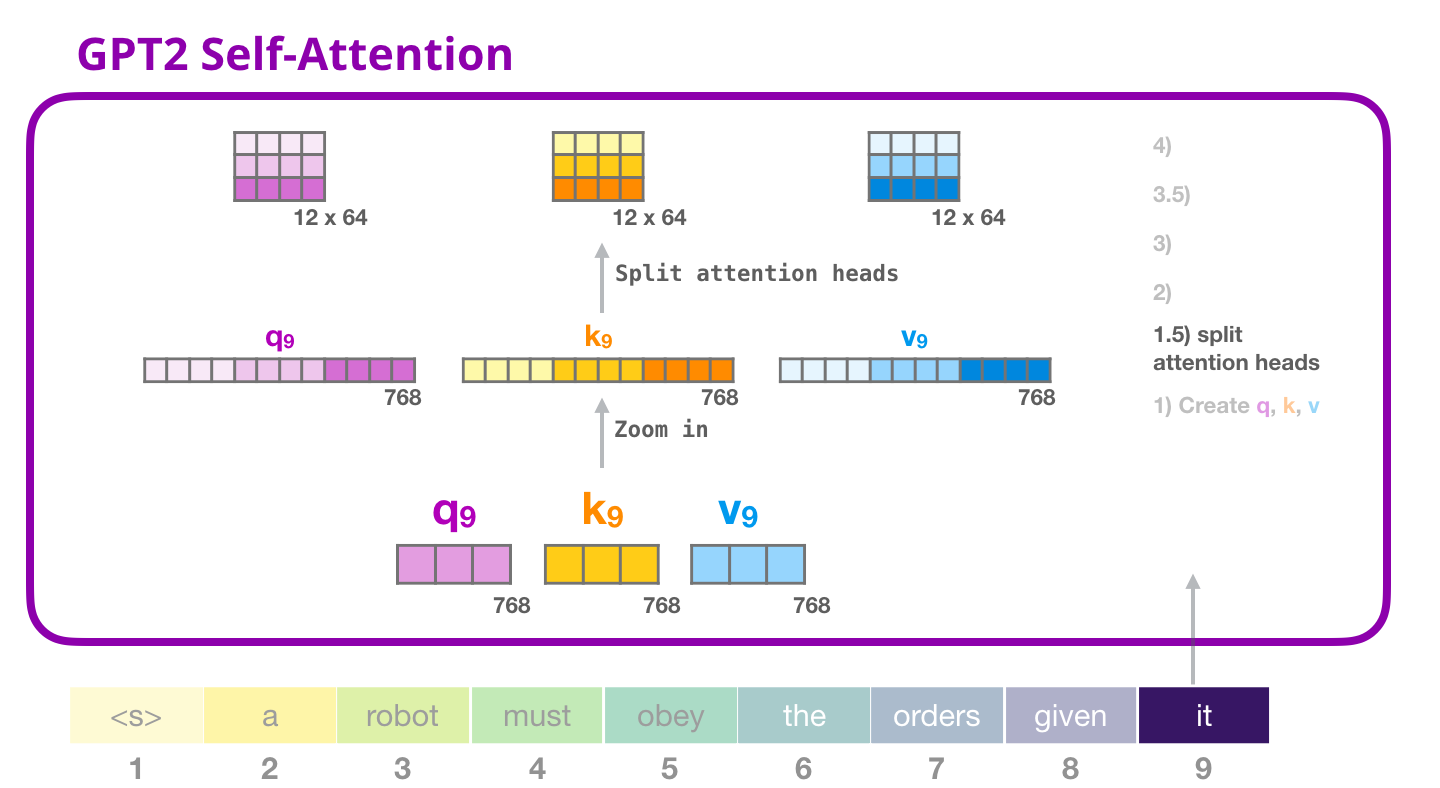 GPT2 Self-Attention
12 x 64
12 x 64
12 x 64
4)
3.5)
3)
2)
1.5) split
attention heads
1) Create q, k, v
Split attention heads
q9
k9
v9
768
768
768
Zoom in
q9
k9
v9
768
768
768
<s> a robot must obey the orders given it
1 2 3 4 5 6 7 8 9